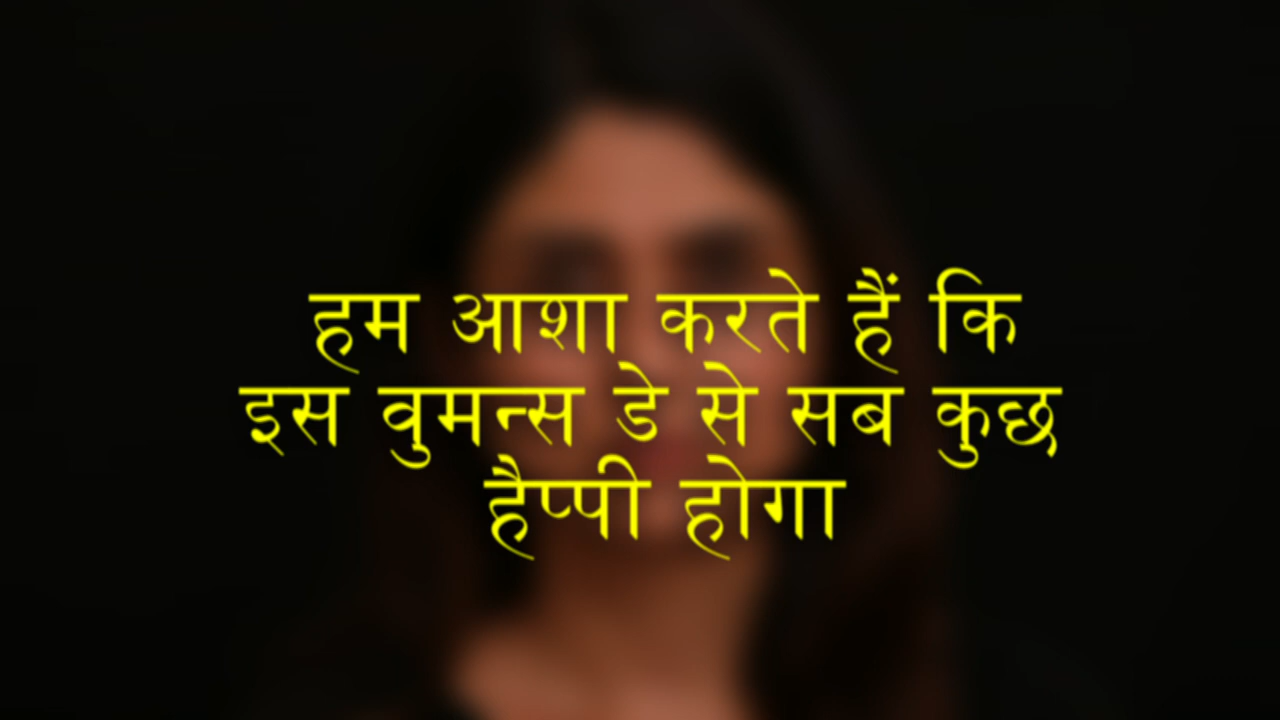 हम आशा करते हैं कि
इस वुमन्स डे से सब कुछ
हैप्पी होगा